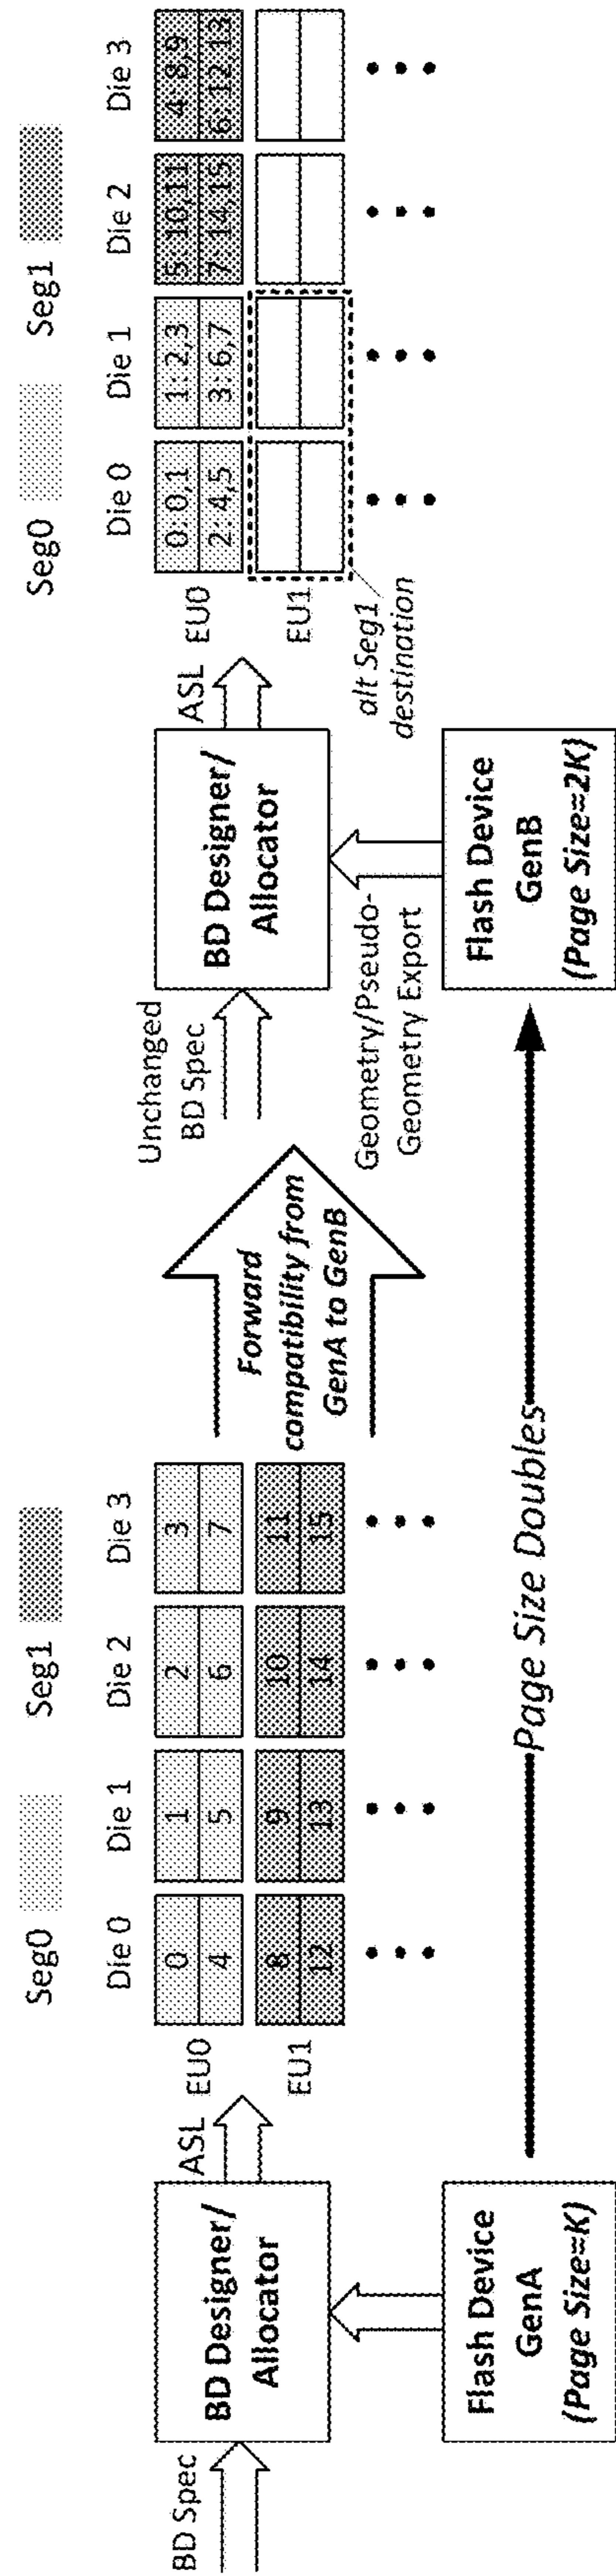 BD Spec
BD Designer/
Allocator
Flash Device
GenA
(Page Size=K)
ASL
Seg0
Seg1
Die 0
Die 1
Die 2
Die 3
EU0
0
1
2
3
4
5
6
7
EU1
8
9
10
11
12
13
14
15
Forward
compatibility from
GenA to GenB
Page Size Doubles
Unchanged
BD Spec
BD Designer/
Allocator
Geometry/Pseudo-
Geometry Export
Flash Device
GenB
(Page Size=2K)
ASL
Seg0
Seg1
Die 0
Die 1
Die 2
Die 3
EU0
0: 0,1
1: 2,3
5: 10,11
4: 8,9
2: 4,5
3: 6,7
7: 14,15
6: 12,13
EU1
alt Seg1
destination